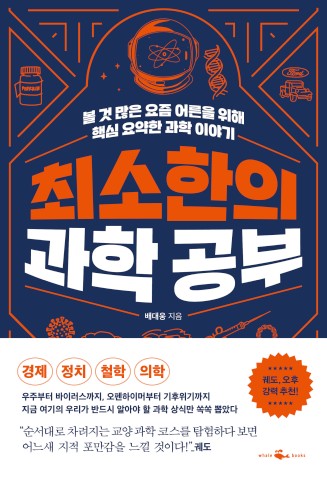 Ford
볼 것 많은 요즘 어른을 위해
핵심 요약한 과학 이야기
최소한의
과학 공부
배대웅 지음
경제 정치 철학 의학
우주부터 바이러스까지, 오펜하이머부터 기후위기까지
지금 여기의 우리가 반드시 알아야 할 과학 상식만 쏙쏙 뽑았다
★★★★★
궤도, 오후
강력 추천!
★★★★★
“순서대로 차려지는 교양 과학 코스를 탐험하다 보면
어느새 지적 포만감을 느낄 것이다!”_궤도
whale books